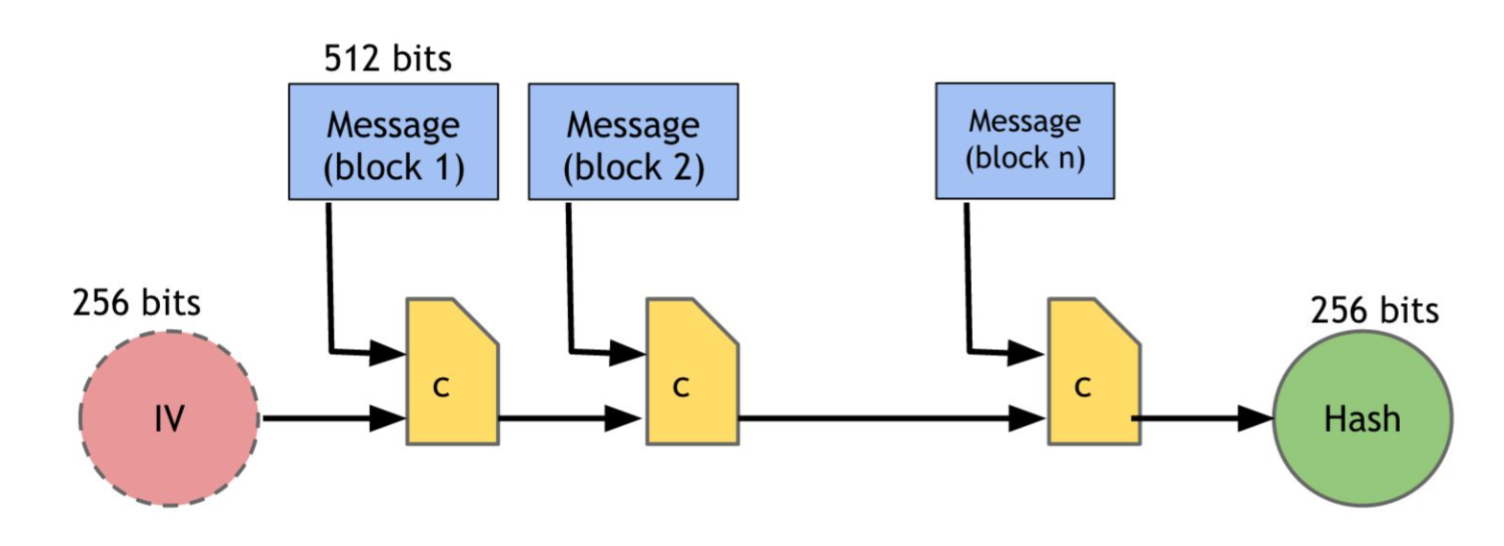 512 bits
Message
(block 1)
Message
(block 2)
Message
(block n)
256 bits
IV
c
c
c
256 bits
Hash